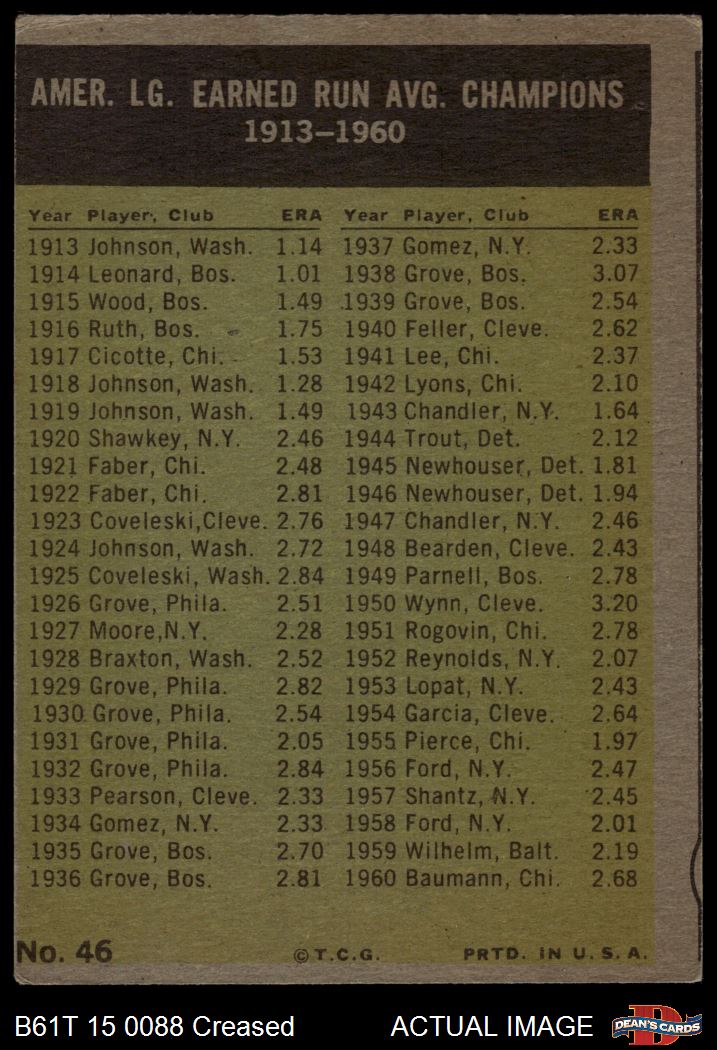 AMER. LG. EARNED RUN AVG. CHAMPIONS
1913–1960
Year Player, Club ERA Year Player, Club ERA
1913 Johnson, Wash. 1.14 1937 Gomez, N.Y. 2.33
1914 Leonard, Bos. 1.01 1938 Grove, Bos. 3.07
1915 Wood, Bos. 1.49 1939 Grove, Bos. 2.54
1916 Ruth, Bos. 1.75 1940 Feller, Cleve. 2.62
1917 Cicotte, Chi. 1.53 1941 Lee, Chi. 2.37
1918 Johnson, Wash. 1.28 1942 Lyons, Chi. 2.10
1919 Johnson, Wash. 1.49 1943 Chandler, N.Y. 1.64
1920 Shawkey, N.Y. 2.46 1944 Trout, Det. 2.12
1921 Faber, Chi. 2.48 1945 Newhouser, Det. 1.81
1922 Faber, Chi. 2.81 1946 Newhouser, Det. 1.94
1923 Coveleski,Cleve. 2.76 1947 Chandler, N.Y. 2.46
1924 Johnson, Wash. 2.72 1948 Bearden, Cleve. 2.43
1925 Coveleski, Wash. 2.84 1949 Parnell, Bos. 2.78
1926 Grove, Phila. 2.51 1950 Wynn, Cleve. 3.20
1927 Moore,N.Y. 2.28 1951 Rogovin, Chi. 2.78
1928 Braxton, Wash. 2.52 1952 Reynolds, N.Y. 2.07
1929 Grove, Phila. 2.82 1953 Lopat, N.Y. 2.43
1930 Grove, Phila. 2.54 1954 Garcia, Cleve. 2.64
1931 Grove, Phila. 2.05 1955 Pierce, Chi. 1.97
1932 Grove, Phila. 2.84 1956 Ford, N.Y. 2.47
1933 Pearson, Cleve. 2.33 1957 Shantz, N.Y. 2.45
1934 Gomez, N.Y. 2.33 1958 Ford, N.Y. 2.01
1935 Grove, Bos. 2.70 1959 Wilhelm, Balt. 2.19
1936 Grove, Bos. 2.81 1960 Baumann, Chi. 2.68
No. 46 ©T.C.G. PRTD. IN U.S.A.
B61T 15 0088 Creased ACTUAL IMAGE DEAN'S CARDS